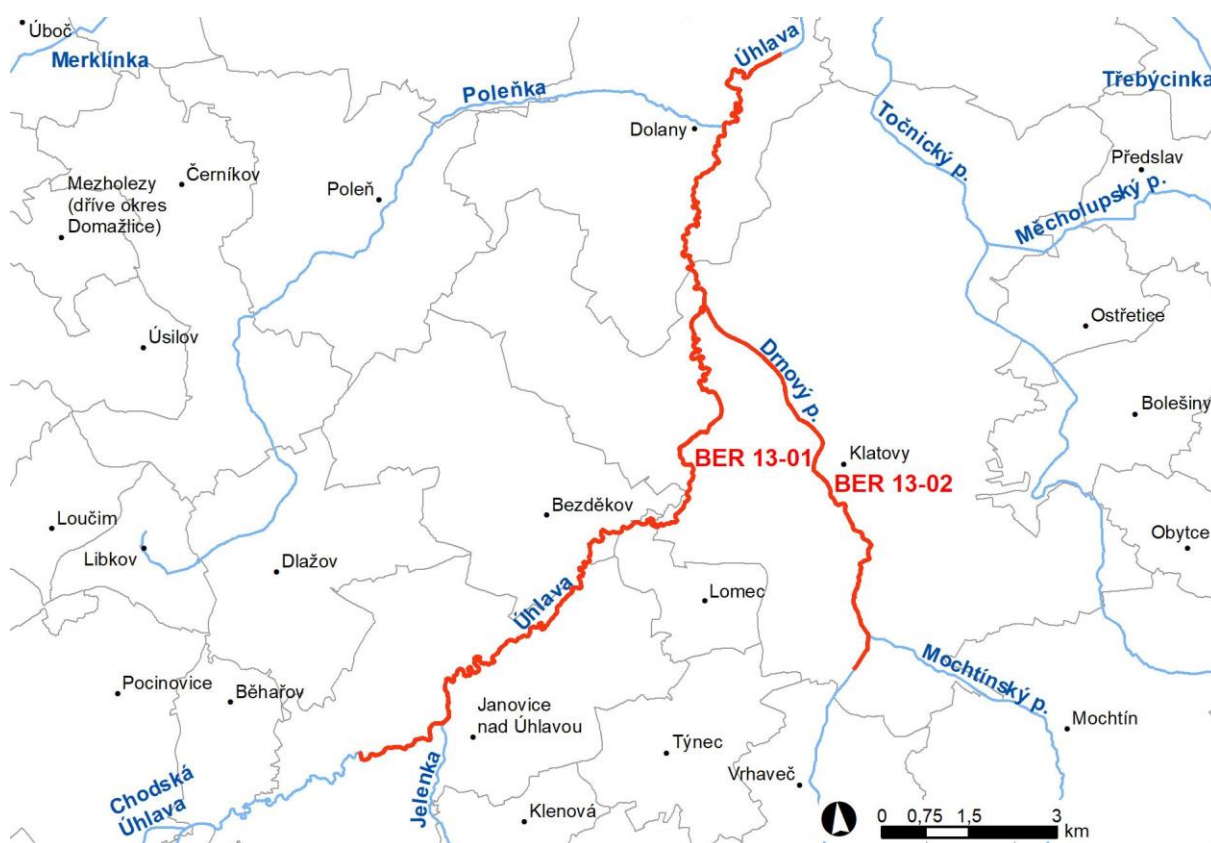 Úboč
Merklínka
Úhlava
Poleňka
Třebýcinka
Dolany
Točnický p.
Předslav
Černíkov
Mezholezy
(dříve okres
Domažlice)
Poleň
Měcholupský p.
Ostřetice
Úsilov
Drnový p.
Bolešiny
Klatovy
BER 13-01
BER 13-02
Bezděkov
Loučim
Libkov
Dlažov
Obytce
Úhlava
Lomec
Pocinovice
Běhařov
Mochtínský p.
Janovice
nad Úhlavou
Mochtín
Týnec
Chodská
Úhlava
Jelenka
Vrhaveč
Klenová
0 0,75 1,5 3
km